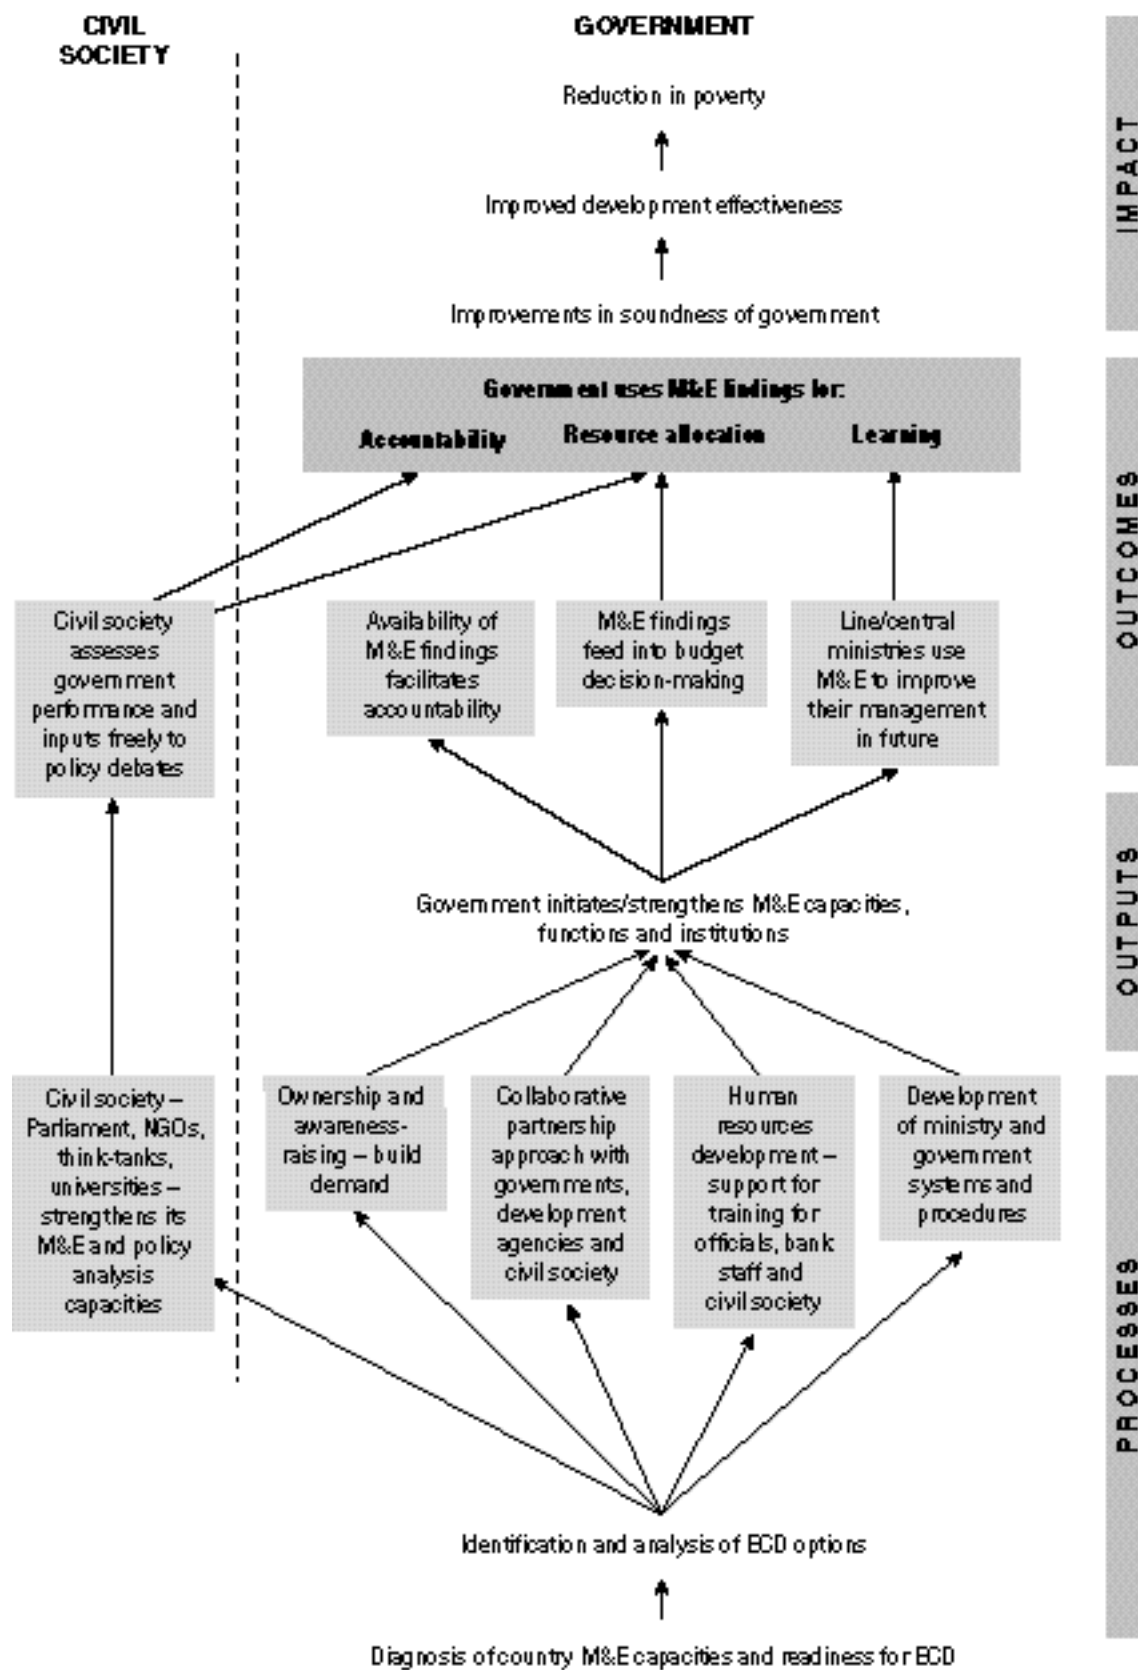 CIVIL
SOCIETY
GOVERNMENT
Reduction in poverty
Improved development effectiveness
Improvements in soundness of government
IMPACT
Government uses M&E findings for:
Accountability
Resource allocation
Learning
OUTCOMES
Civil society
assesses
government
performance and
inputs freely to
policy debates
Availability of
M&E findings
facilitates
accountability
M&E findings
feed into budget
decision-making
Line/central
ministries use
M&E to improve
their management
in future
OUTPUTS
Government initiates/strengthens M&E capacities,
functions and institutions
Civil society –
Parliament, NGOs,
think-tanks,
universities –
strengthens its
M&E and policy
analysis
capacities
Ownership and
awareness-
raising – build
demand
Collaborative
partnership
approach with
governments,
development
agencies and
civil society
Human
resources
development –
support for
training for
officials, bank
staff and
civil society
Development
of ministry and
government
systems and
procedures
PROCESSES
Identification and analysis of ECD options
Diagnosis of country M&E capacities and readiness for ECD